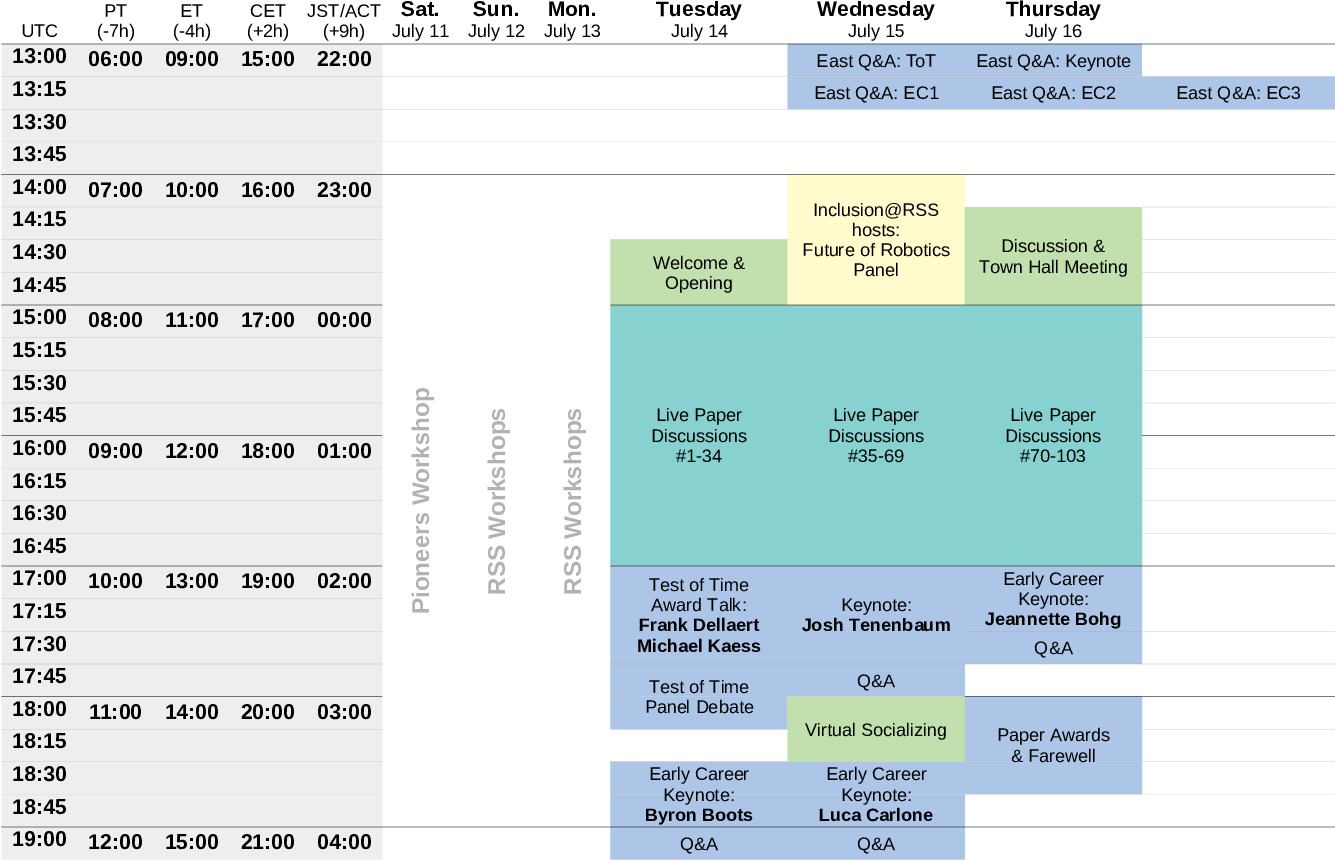 PT ET CET JST/ACT Sat. Sun. Mon. Tuesday Wednesday Thursday
UTC (-7h) (-4h) (+2h) (+9h) July 11 July 12 July 13 July 14 July 15 July 16
13:00 06:00 09:00 15:00 22:00 East Q&A: ToT East Q&A: Keynote
13:15 East Q&A: EC1 East Q&A: EC2 East Q&A: EC3
13:30
13:45
14:00 07:00 10:00 16:00 23:00
14:15
14:30
14:45
Welcome &
Opening
Inclusion@RSS
hosts:
Future of Robotics
Panel
Discussion &
Town Hall Meeting
15:00 08:00 11:00 17:00 00:00
15:15
15:30
15:45
16:00 09:00 12:00 18:00 01:00
16:15
16:30
16:45
Pioneers Workshop
RSS Workshops
RSS Workshops
Live Paper
Discussions
#1-34
Live Paper
Discussions
#35-69
Live Paper
Discussions
#70-103
17:00 10:00 13:00 19:00 02:00
17:15
17:30
17:45
Test of Time
Award Talk:
Frank Dellaert
Michael Kaess
Keynote:
Josh Tenenbaum
Early Career
Keynote:
Jeannette Bohg
Q&A
Test of Time
Panel Debate
Q&A
18:00 11:00 14:00 20:00 03:00
18:15
18:30
18:45
Virtual Socializing
Paper Awards
& Farewell
Early Career
Keynote:
Byron Boots
Early Career
Keynote:
Luca Carlone
19:00 12:00 15:00 21:00 04:00 Q&A Q&A